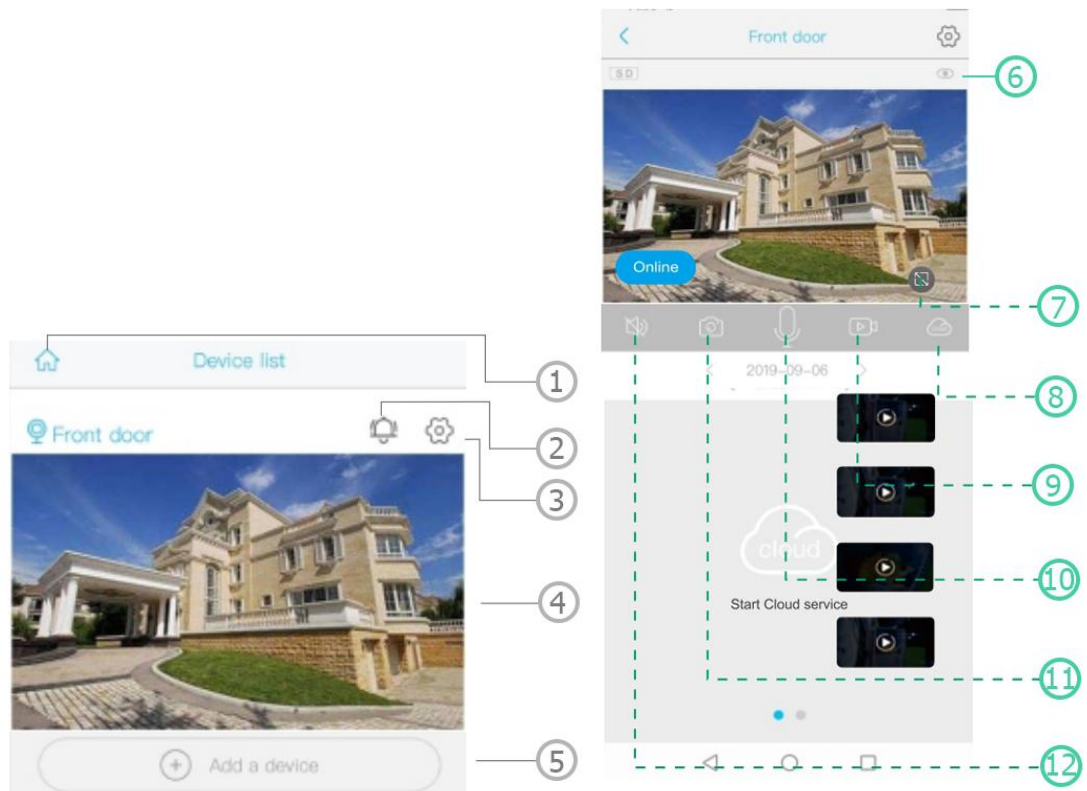 Device list
Front door
Add a device
1
2
3
4
5
Front door
SD
Online
2019-09-06
cloud
Start Cloud service
6
7
8
9
10
11
12